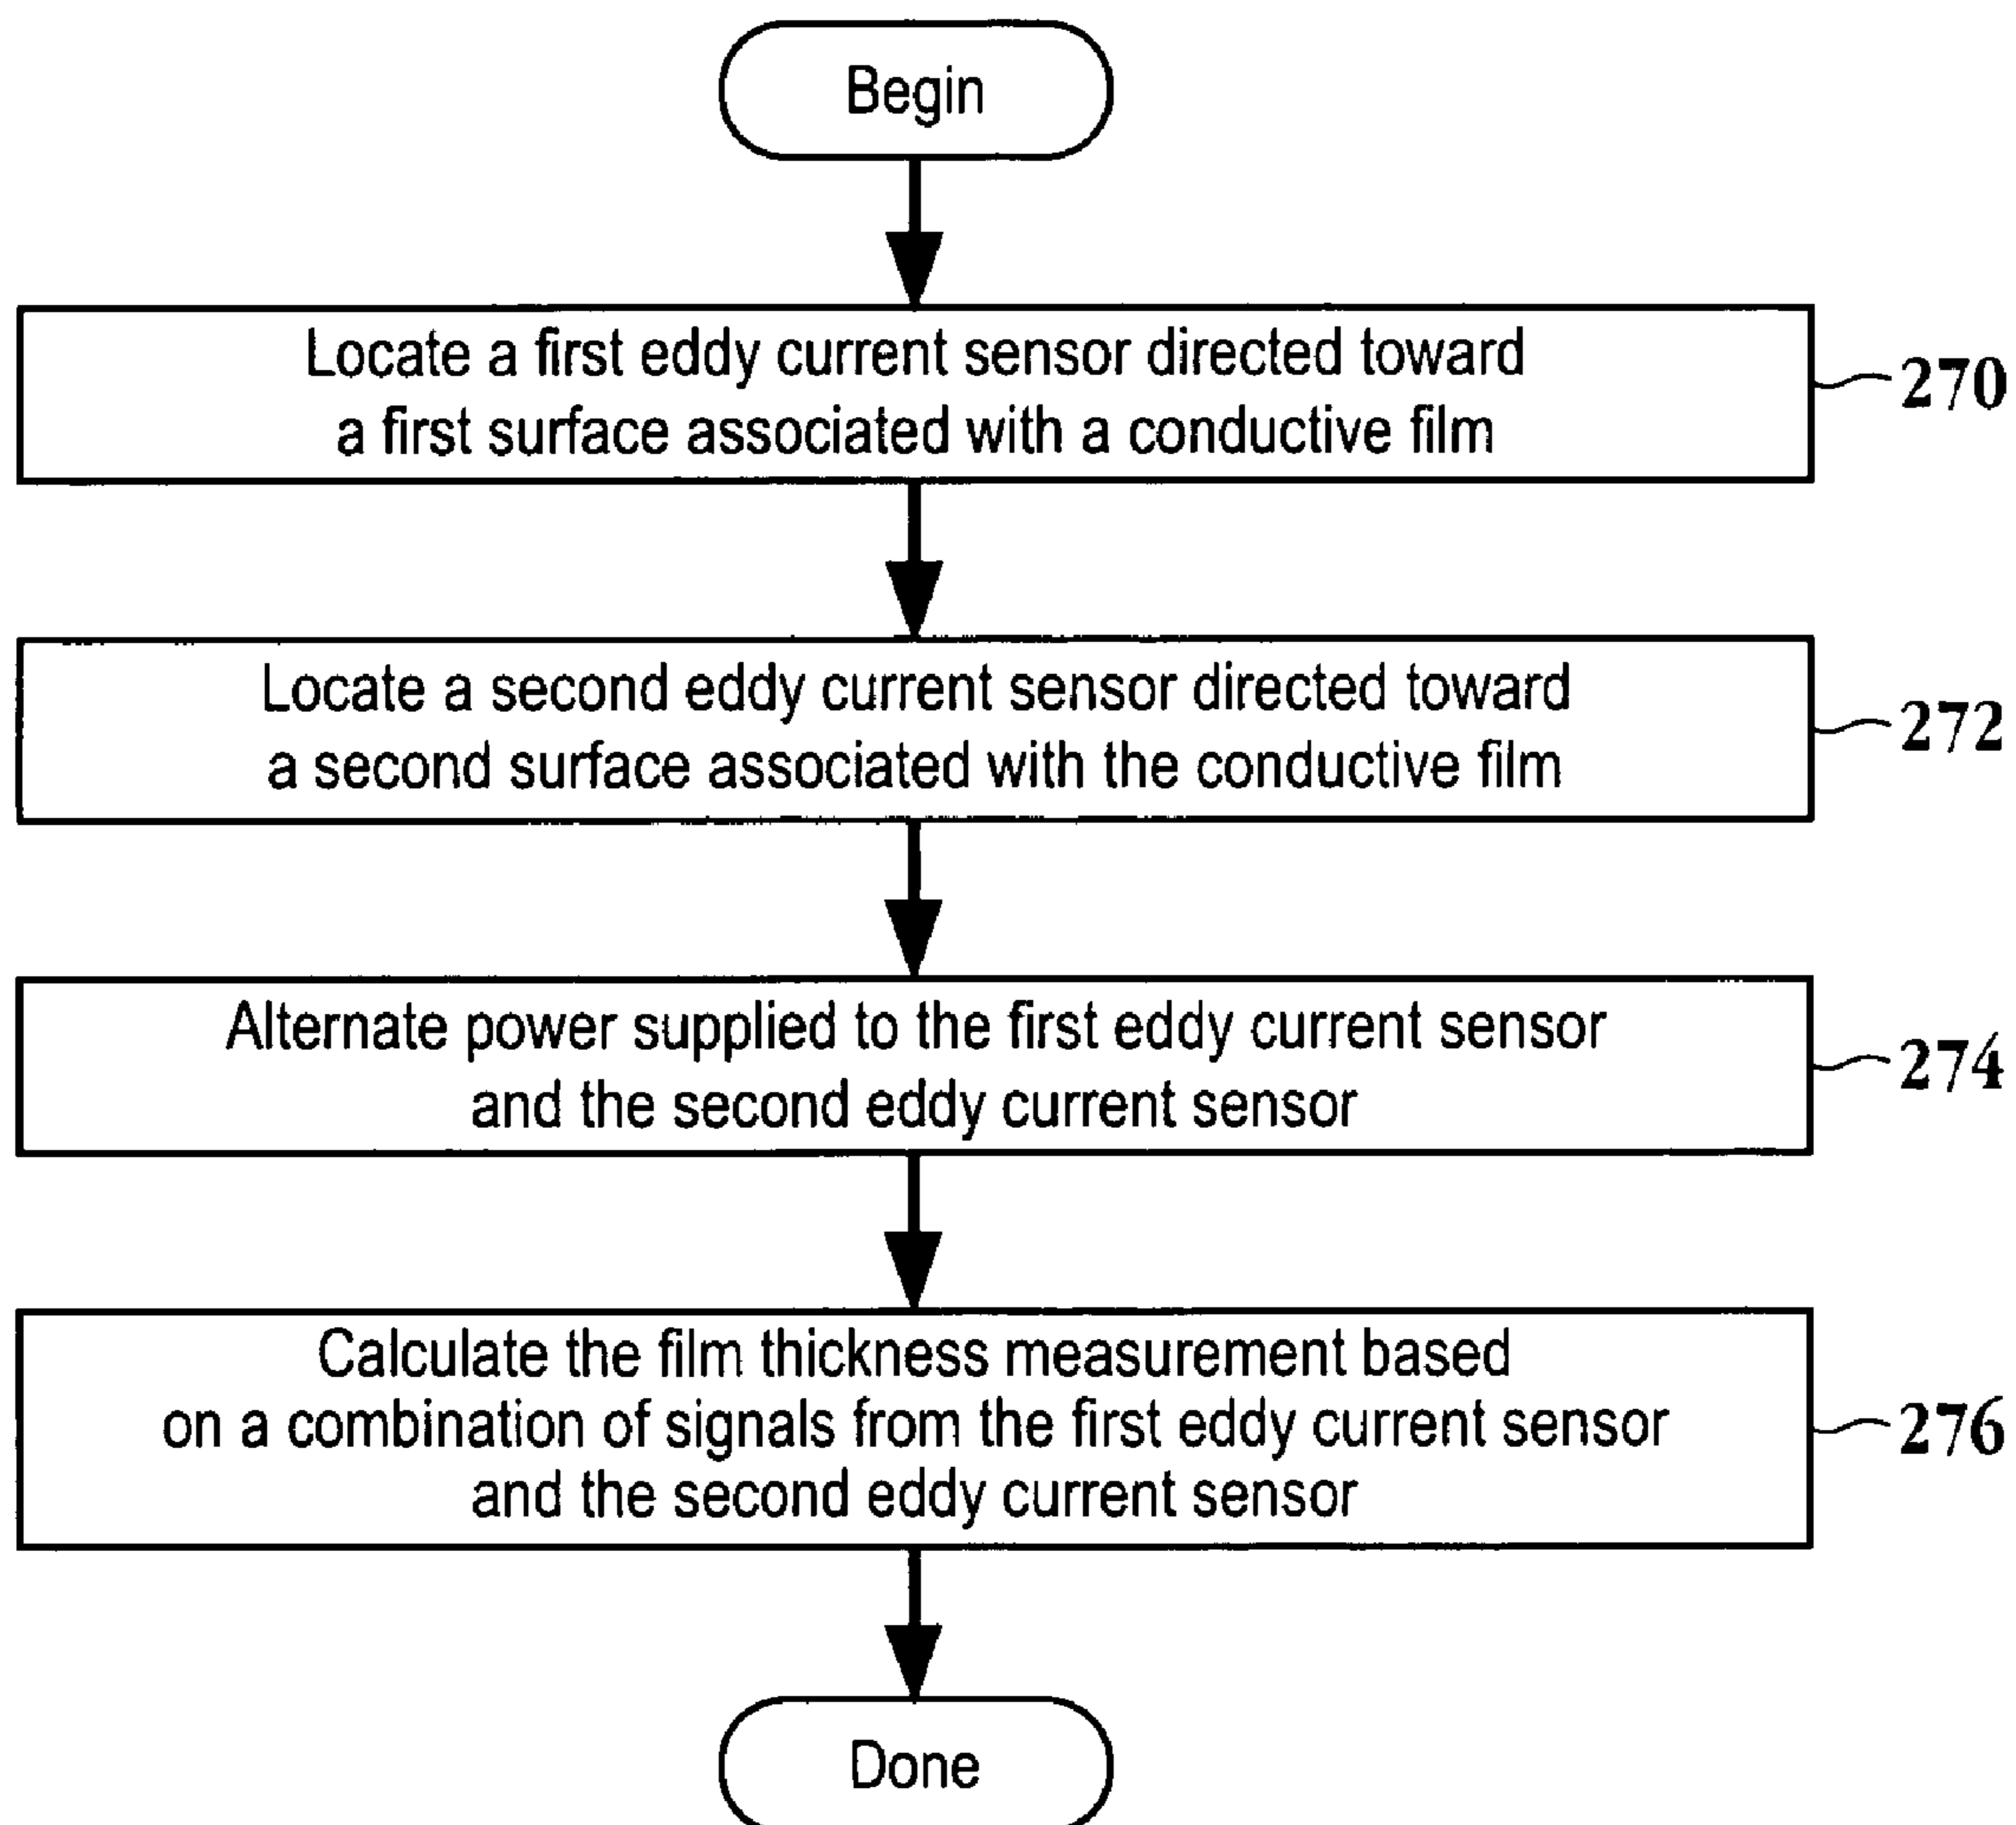 Begin
Locate a first eddy current sensor directed toward
a first surface associated with a conductive film
270
Locate a second eddy current sensor directed toward
a second surface associated with the conductive film
272
Alternate power supplied to the first eddy current sensor
and the second eddy current sensor
274
Calculate the film thickness measurement based
on a combination of signals from the first eddy current sensor
and the second eddy current sensor
276
Done